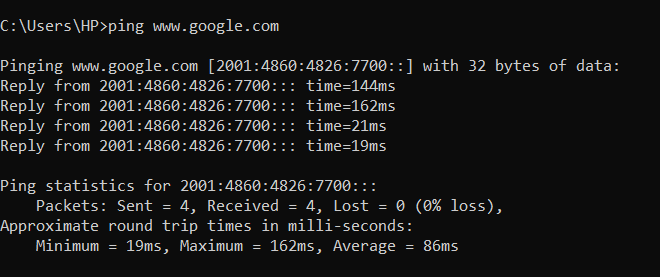 C:\Users\HP>ping www.google.com
Pinging www.google.com [2001:4860:4826:7700::] with 32 bytes of data:
Reply from 2001:4860:4826:7700::: time=144ms
Reply from 2001:4860:4826:7700::: time=162ms
Reply from 2001:4860:4826:7700::: time=21ms
Reply from 2001:4860:4826:7700::: time=19ms
Ping statistics for 2001:4860:4826:7700:::
    Packets: Sent = 4, Received = 4, Lost = 0 (0% loss),
Approximate round trip times in milli-seconds:
    Minimum = 19ms, Maximum = 162ms, Average = 86ms